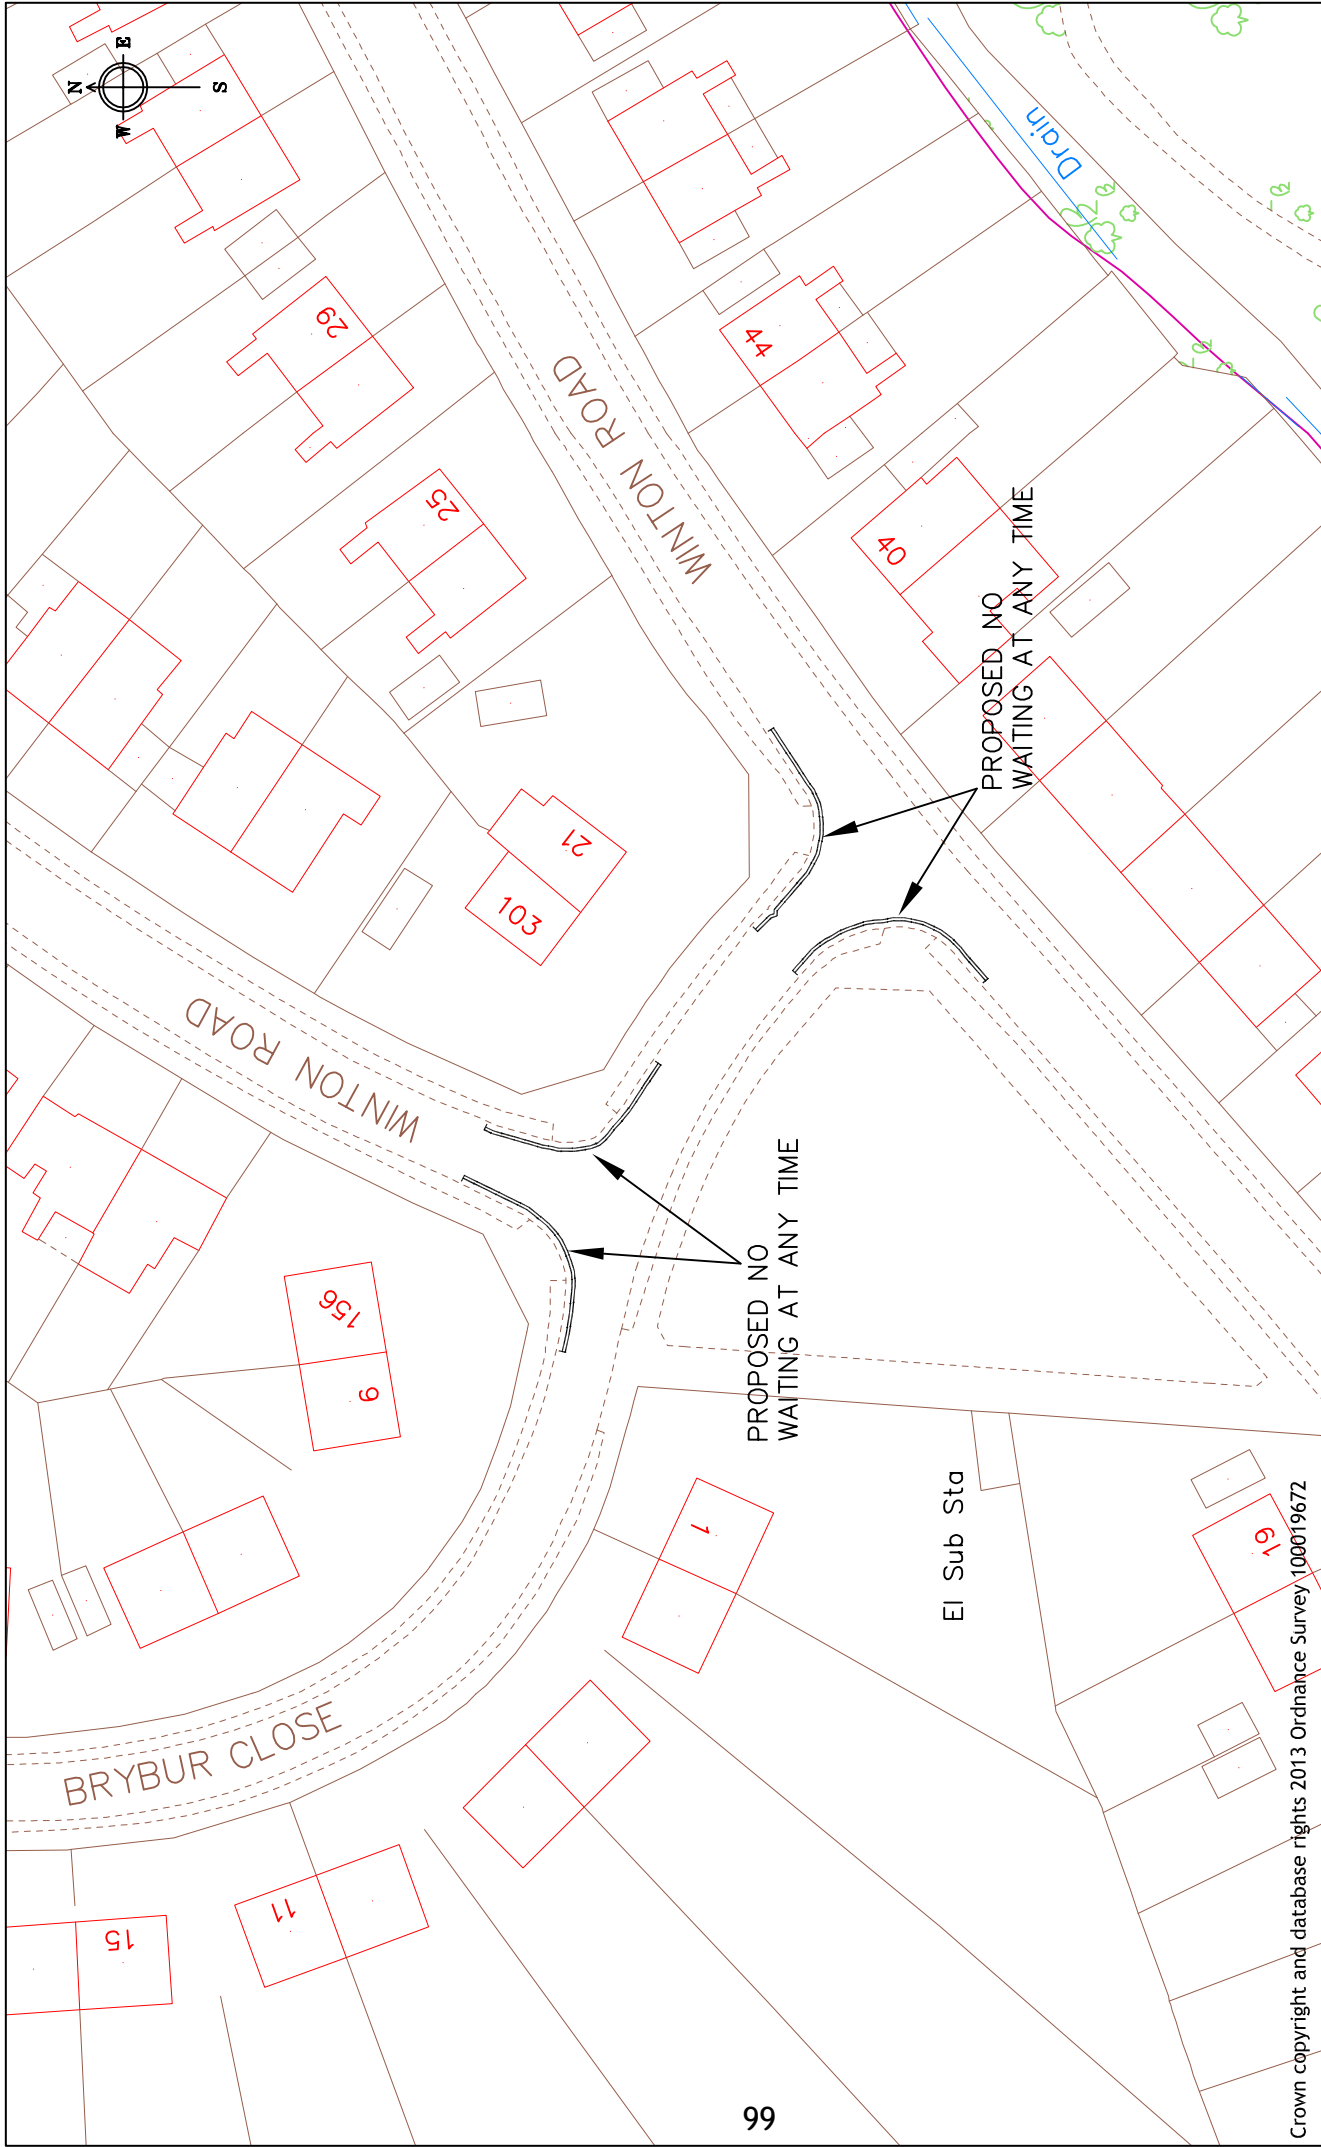 N
W E
S
29
25
WINTON ROAD
44
40
Drain
PROPOSED NO
WAITING AT ANY TIME
21
103
WINTON ROAD
156
9
PROPOSED NO
WAITING AT ANY TIME
1
El Sub Sta
19
BRYBUR CLOSE
11
15
99
Crown copyright and database rights 2013 Ordnance Survey 100019672